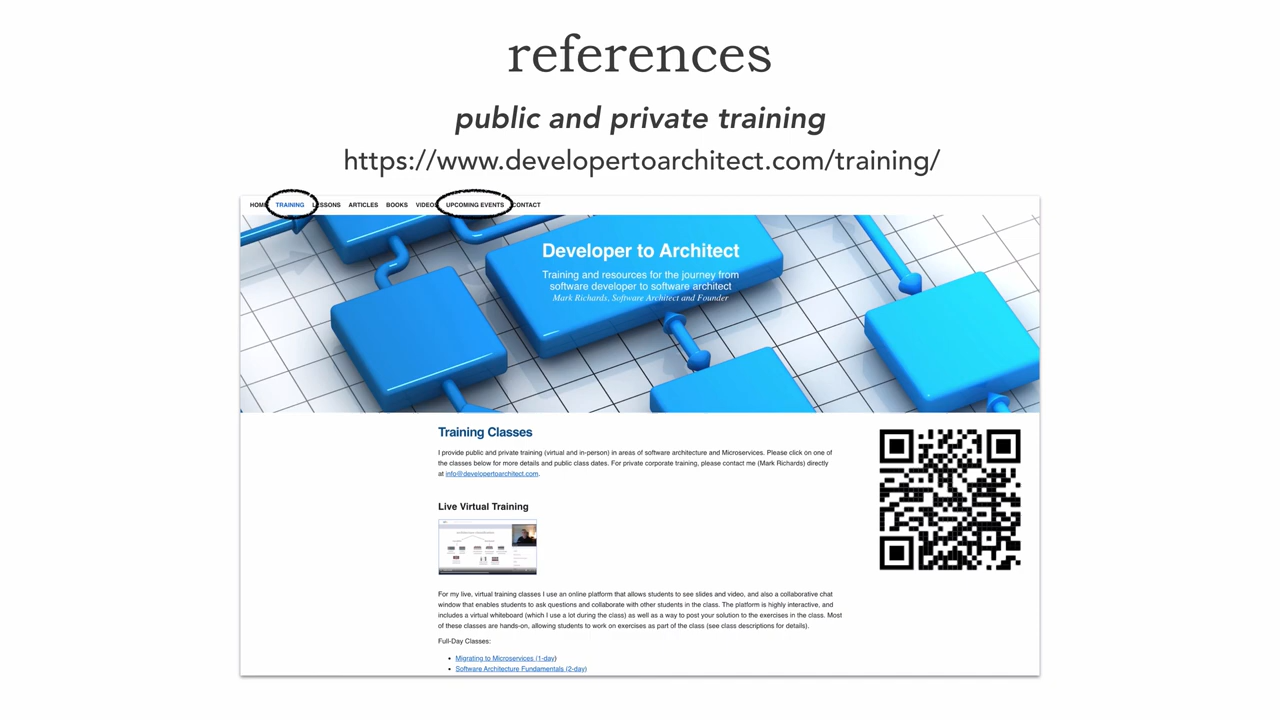 references
public and private training
https://www.developertoarchitect.com/training/
HOME TRAINING LESSONS ARTICLES BOOKS VIDEOS UPCOMING EVENTS CONTACT
Developer to Architect
Training and resources for the journey from
software developer to software architect
Mark Richards, Software Architect and Founder
Training Classes
I provide public and private training (virtual and in-person) in areas of software architecture and Microservices. Please click on one of
the classes below for more details and public class dates. For private corporate training, please contact me (Mark Richards) directly
at info@developertoarchitect.com.
Live Virtual Training
For my live, virtual training classes I use an online platform that allows students to see slides and video, and also a collaborative chat
window that enables students to ask questions and collaborate with other students in the class. The platform is highly interactive, and
includes a virtual whiteboard (which I use a lot during the class) as well as a way to post your solution to the exercises in the class. Most
of these classes are hands-on, allowing students to work on exercises as part of the class (see class descriptions for details).
Full-Day Classes:
• Migrating to Microservices (1-day)
• Software Architecture Fundamentals (2-day)